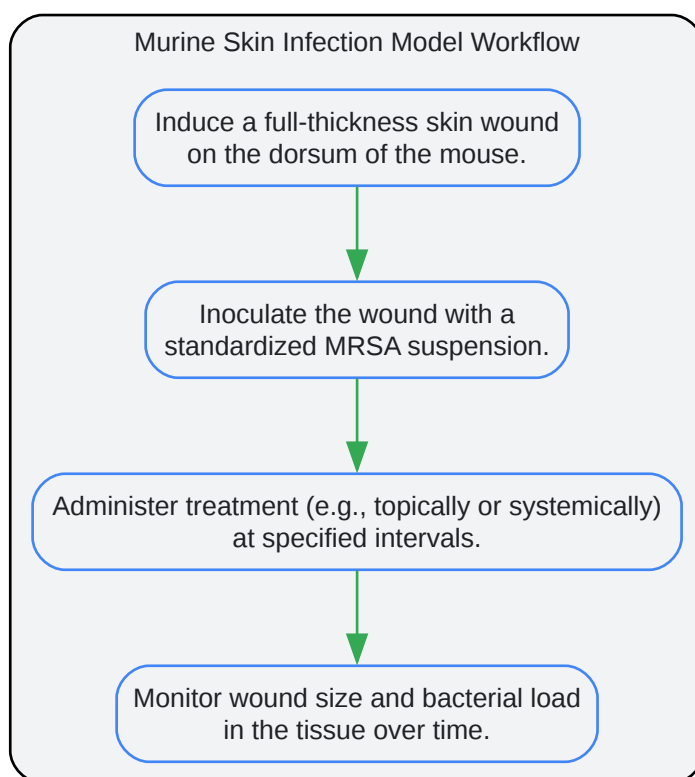 Murine Skin Infection Model Workflow
Induce a full-thickness skin wound
on the dorsum of the mouse.
Inoculate the wound with a
standardized MRSA suspension.
Administer treatment (e.g., topically or systemically)
at specified intervals.
Monitor wound size and bacterial load
in the tissue over time.